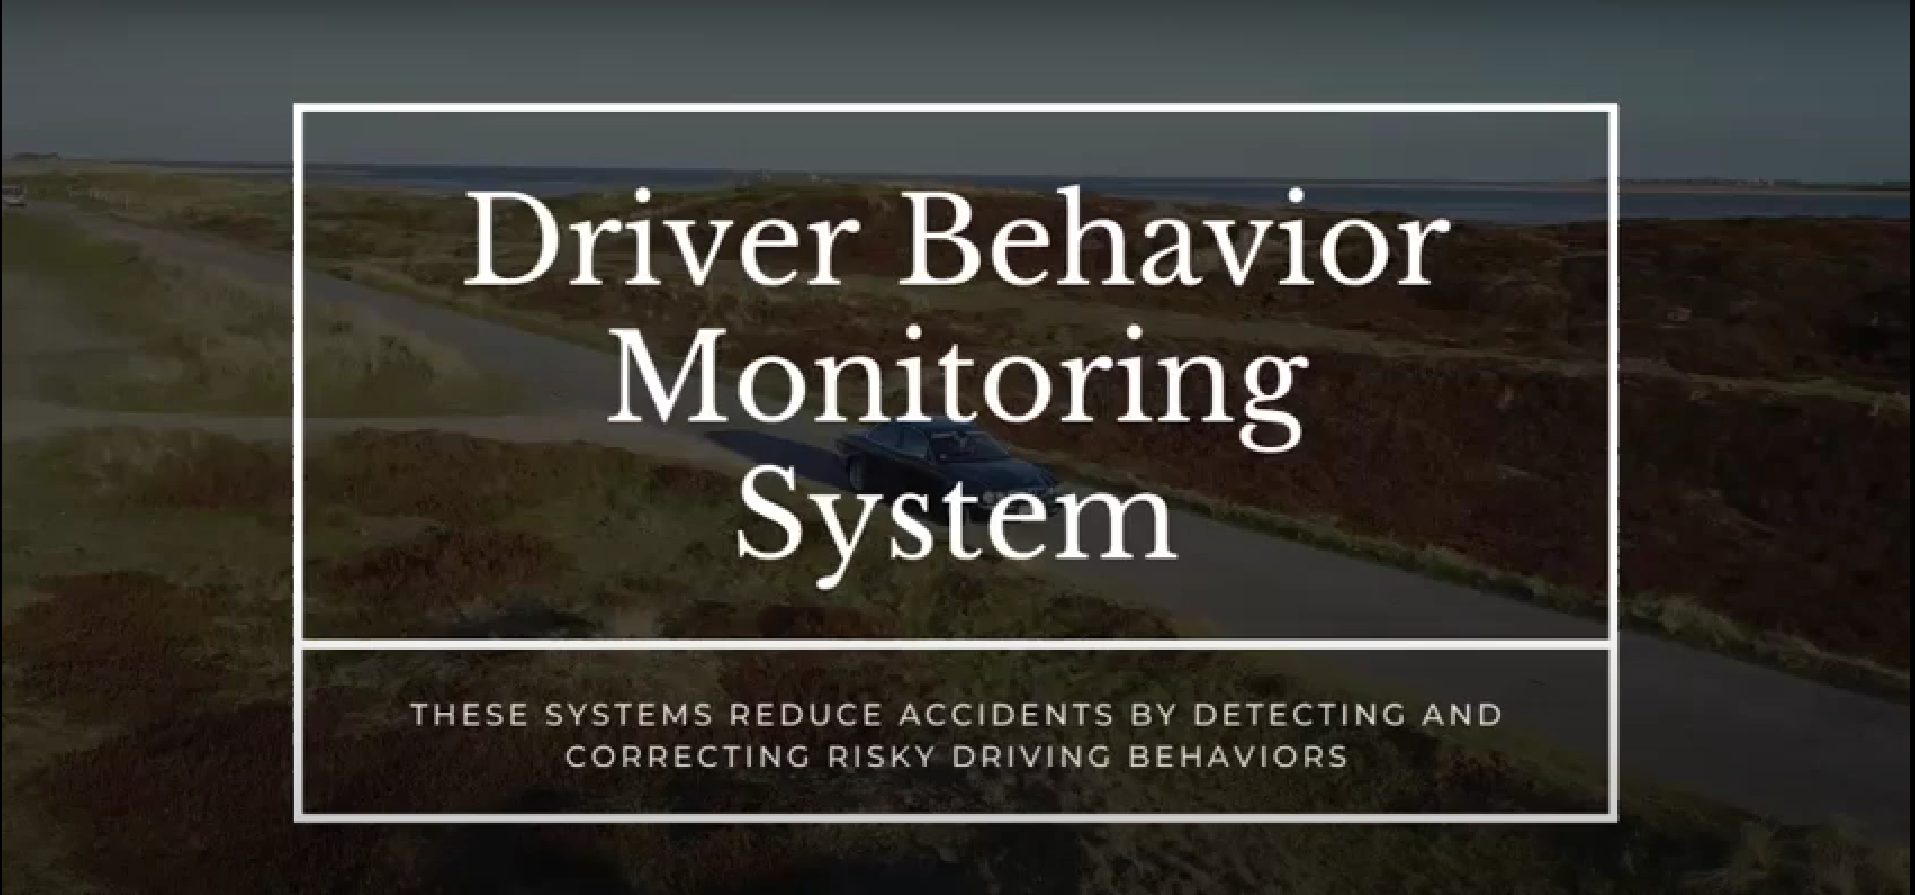 Driver Behavior
Monitoring
System
THESE SYSTEMS REDUCE ACCIDENTS BY DETECTING AND
CORRECTING RISKY DRIVING BEHAVIORS